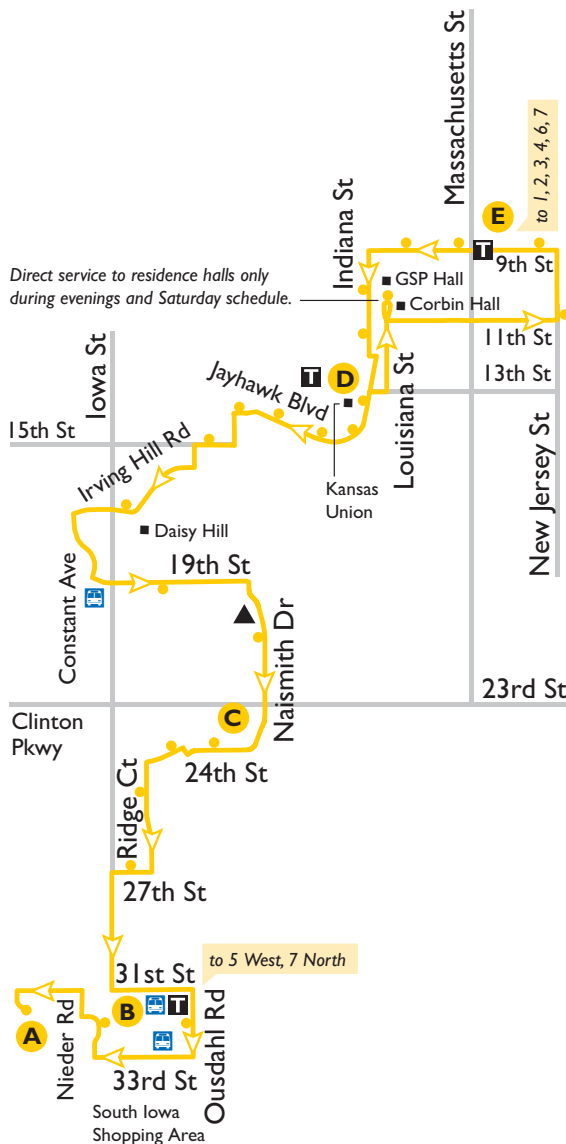 Massachusetts St
to 1, 2, 3, 4, 6, 7
E
T
Indiana St
9th St
GSP Hall
Direct service to residence halls only
during evenings and Saturday schedule.
Corbin Hall
11th St
Iowa St
T
D
13th St
Jayhawk Blvd
Louisiana St
15th St
Irving Hill Rd
Kansas
Union
New Jersey St
Daisy Hill
19th St
Constant Ave
Naismith Dr
23rd St
C
Clinton
Pkwy
24th St
Ridge Ct
27th St
to 5 West, 7 North
31st St
B
T
A
Nieder Rd
Ousdahl Rd
33rd St
South Iowa
Shopping Area